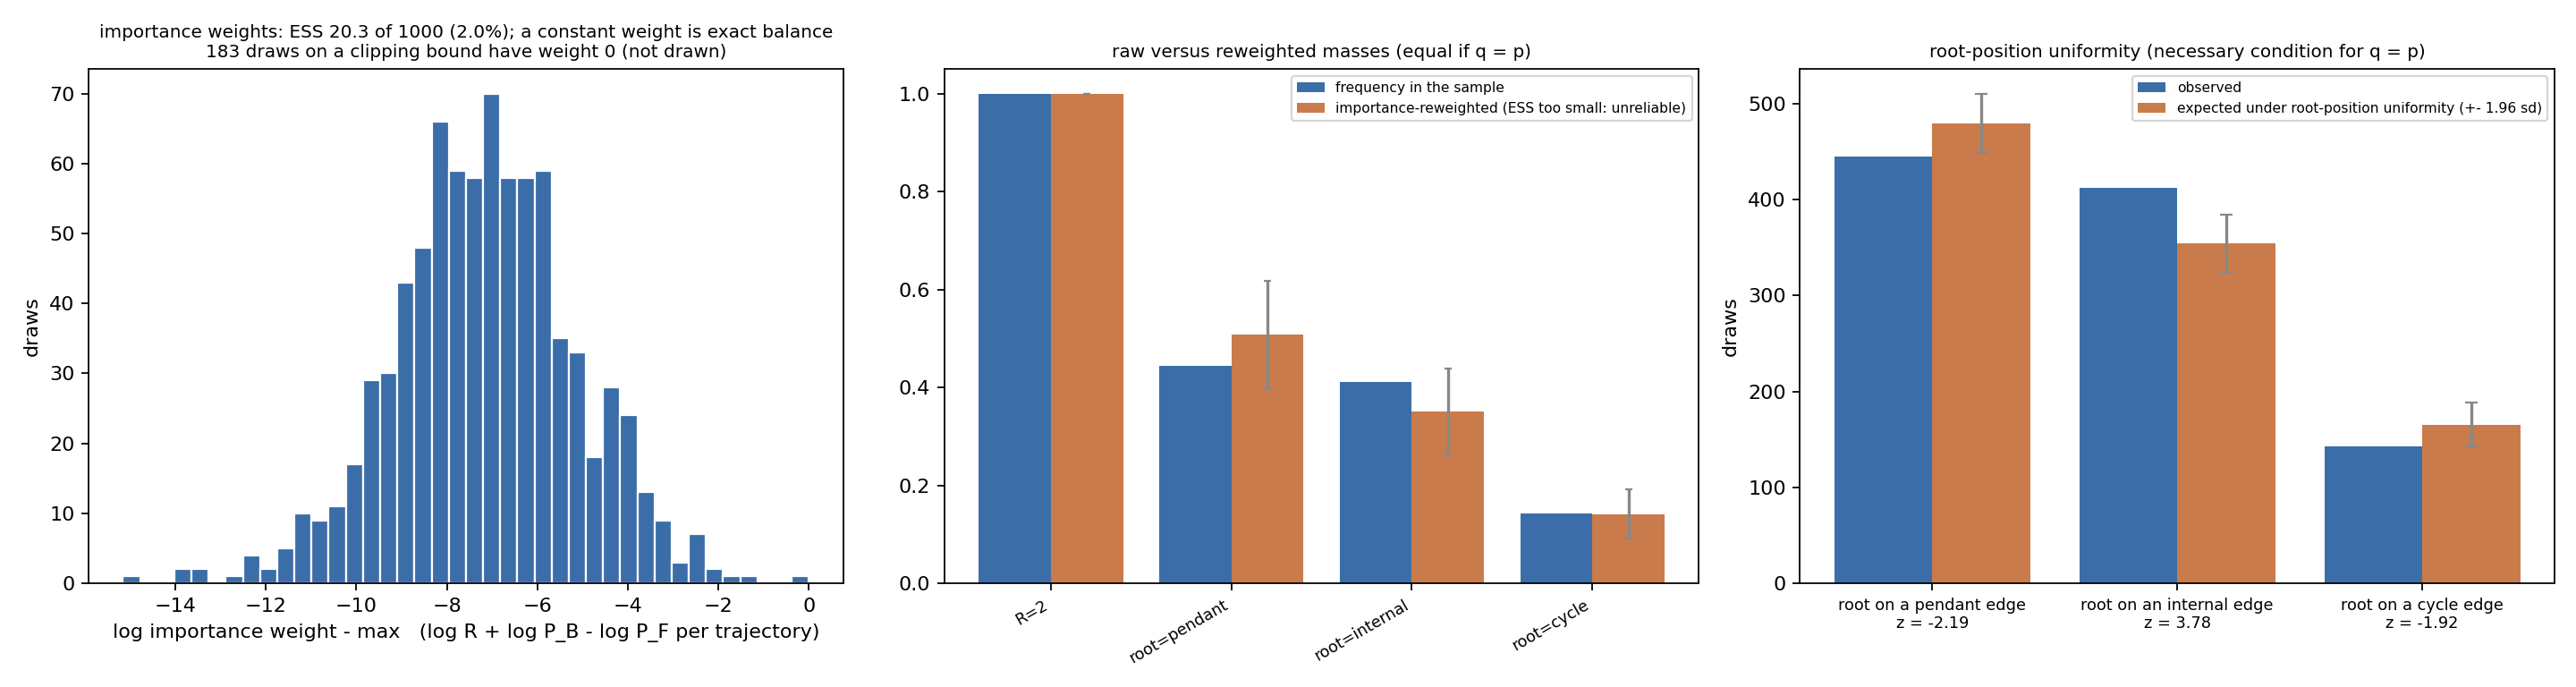 importance weights: ESS 20.3 of 1000 (2.0%); a constant weight is exact balance
183 draws on a clipping bound have weight 0 (not drawn)
draws
70
60
50
40
30
20
10
0
−14
−12
−10
−8
−6
−4
−2
0
log importance weight - max   (log R + log P_B - log P_F per trajectory)
raw versus reweighted masses (equal if q = p)
frequency in the sample
importance-reweighted (ESS too small: unreliable)
1.0
0.8
0.6
0.4
0.2
0.0
R=2
root=pendant
root=internal
root=cycle
root-position uniformity (necessary condition for q = p)
observed
expected under root-position uniformity (+- 1.96 sd)
draws
500
400
300
200
100
0
root on a pendant edge
z = -2.19
root on an internal edge
z = 3.78
root on a cycle edge
z = -1.92